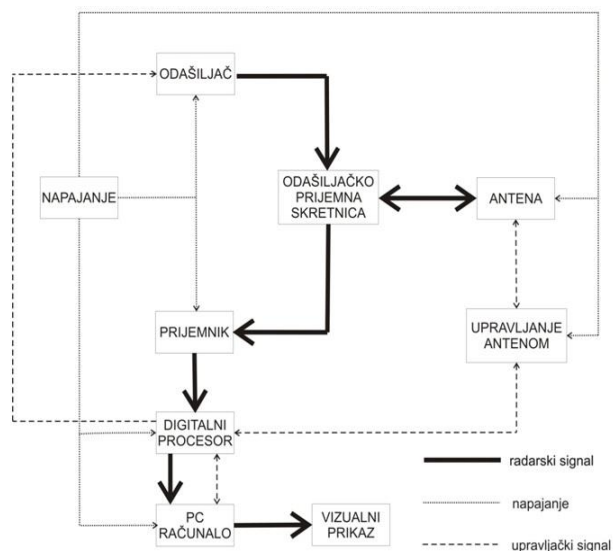 ODAŠILJAČ
NAPAJANJE
ODAŠILJAČKO
PRIJEMNA
SKRETNICA
ANTENA
PRIJEMNIK
UPRAVLJANJE
ANTENOM
DIGITALNI
PROCESOR
PC
RAČUNALO
VIZUALNI
PRIKAZ
radarski signal
napajanje
upravljački signal